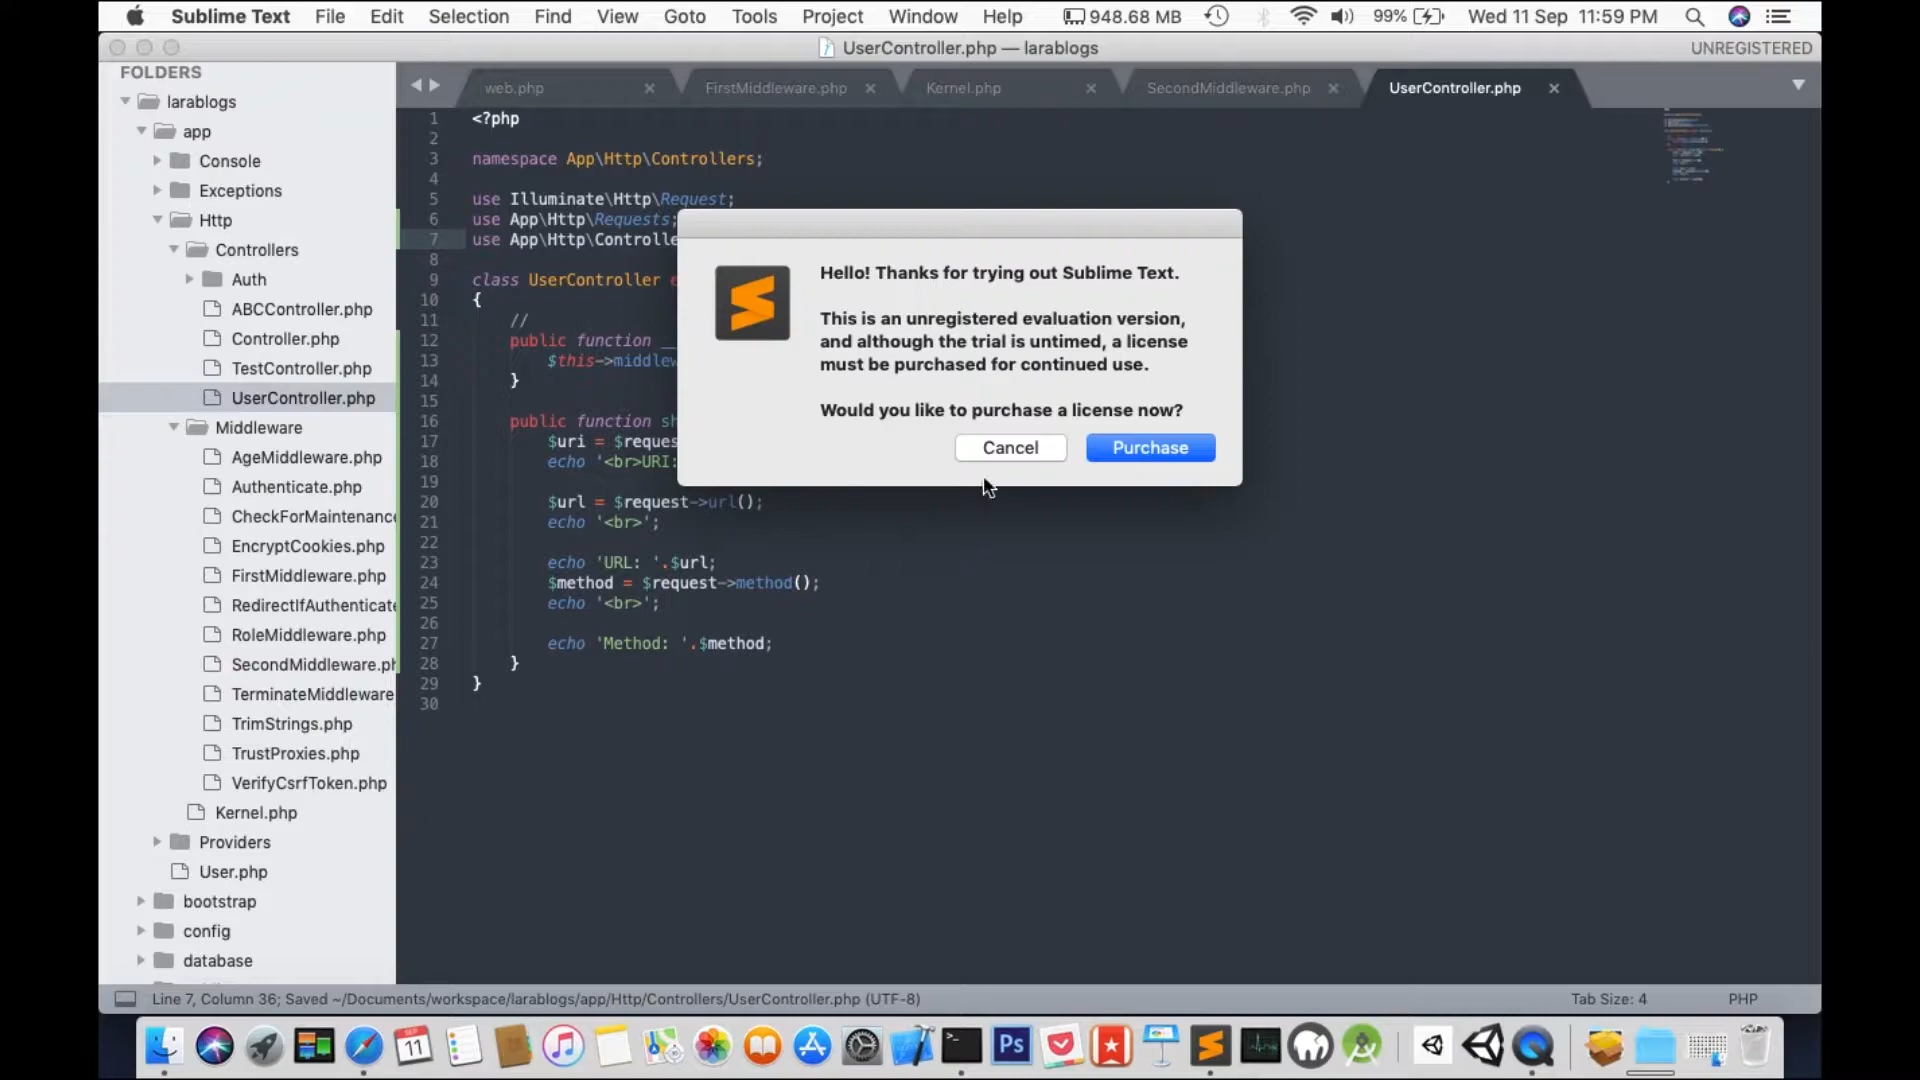 Sublime Text File Edit Selection Find View Goto Tools Project Window Help 948.68 MB 99% Wed 11 Sep 11:59 PM
UserController.php — larablogs UNREGISTERED
FOLDERS
larablogs
app
Console
Exceptions
Http
Controllers
Auth
ABCController.php
Controller.php
TestController.php
UserController.php
Middleware
AgeMiddleware.php
Authenticate.php
CheckForMaintenance
EncryptCookies.php
FirstMiddleware.php
RedirectIfAuthenticate
RoleMiddleware.php
SecondMiddleware.ph
TerminateMiddleware
TrimStrings.php
TrustProxies.php
VerifyCsrfToken.php
Kernel.php
Providers
User.php
bootstrap
config
database
web.php FirstMiddleware.php Kernel.php SecondMiddleware.php UserController.php
1 <?php
2
3 namespace App\Http\Controllers;
4
5 use Illuminate\Http\Request;
6 use App\Http\Requests;
7 use App\Http\Controlle
8
9 class UserController e
10 {
11 //
12 public function __
13 $this->middlew
14 }
15
16 public function sh
17 $uri = $reques
18 echo '<br>URI:
19
20 $url = $request->url();
21 echo '<br>';
22
23 echo 'URL: '.$url;
24 $method = $request->method();
25 echo '<br>';
26
27 echo 'Method: '.$method;
28 }
29 }
30
Hello! Thanks for trying out Sublime Text.
This is an unregistered evaluation version,
and although the trial is untimed, a license
must be purchased for continued use.
Would you like to purchase a license now?
Cancel Purchase
Line 7, Column 36; Saved ~/Documents/workspace/larablogs/app/Http/Controllers/UserController.php (UTF-8) Tab Size: 4 PHP
SEP
11
Ps